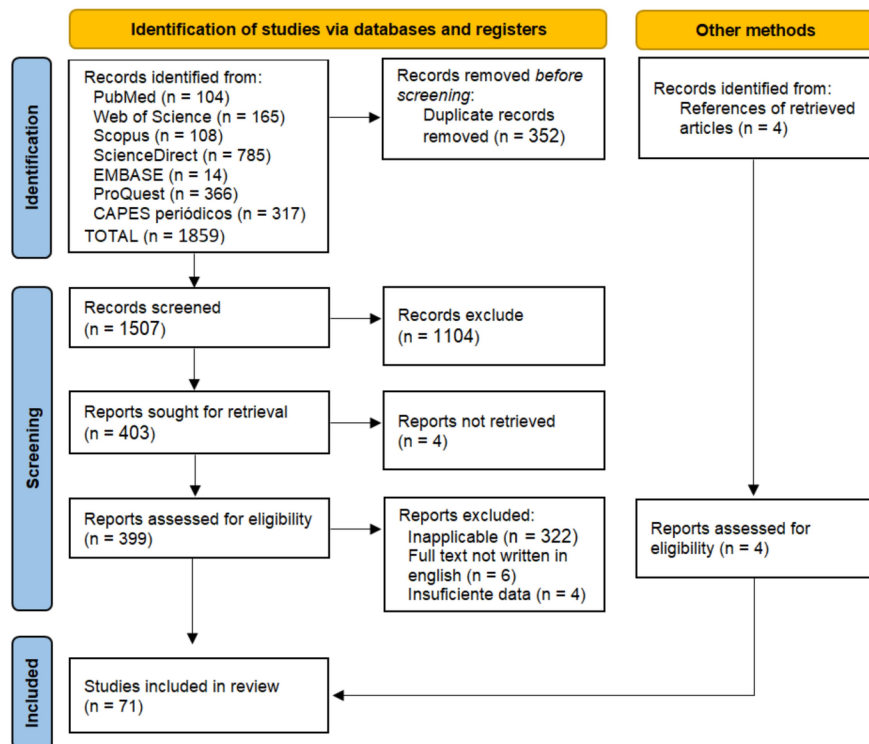 Identification of studies via databases and registers
Other methods
Identification
Records identified from:
PubMed (n = 104)
Web of Science (n = 165)
Scopus (n = 108)
ScienceDirect (n = 785)
EMBASE (n = 14)
ProQuest (n = 366)
CAPES periódicos (n = 317)
TOTAL (n = 1859)
Records removed before
screening:
Duplicate records
removed (n = 352)
Records identified from:
References of retrieved
articles (n = 4)
Screening
Records screened
(n = 1507)
Records exclude
(n = 1104)
Reports sought for retrieval
(n = 403)
Reports not retrieved
(n = 4)
Reports assessed for eligibility
(n = 399)
Reports excluded:
Inapplicable (n = 322)
Full text not written in
english (n = 6)
Insuficiente data (n = 4)
Reports assessed for
eligibility (n = 4)
Included
Studies included in review
(n = 71)